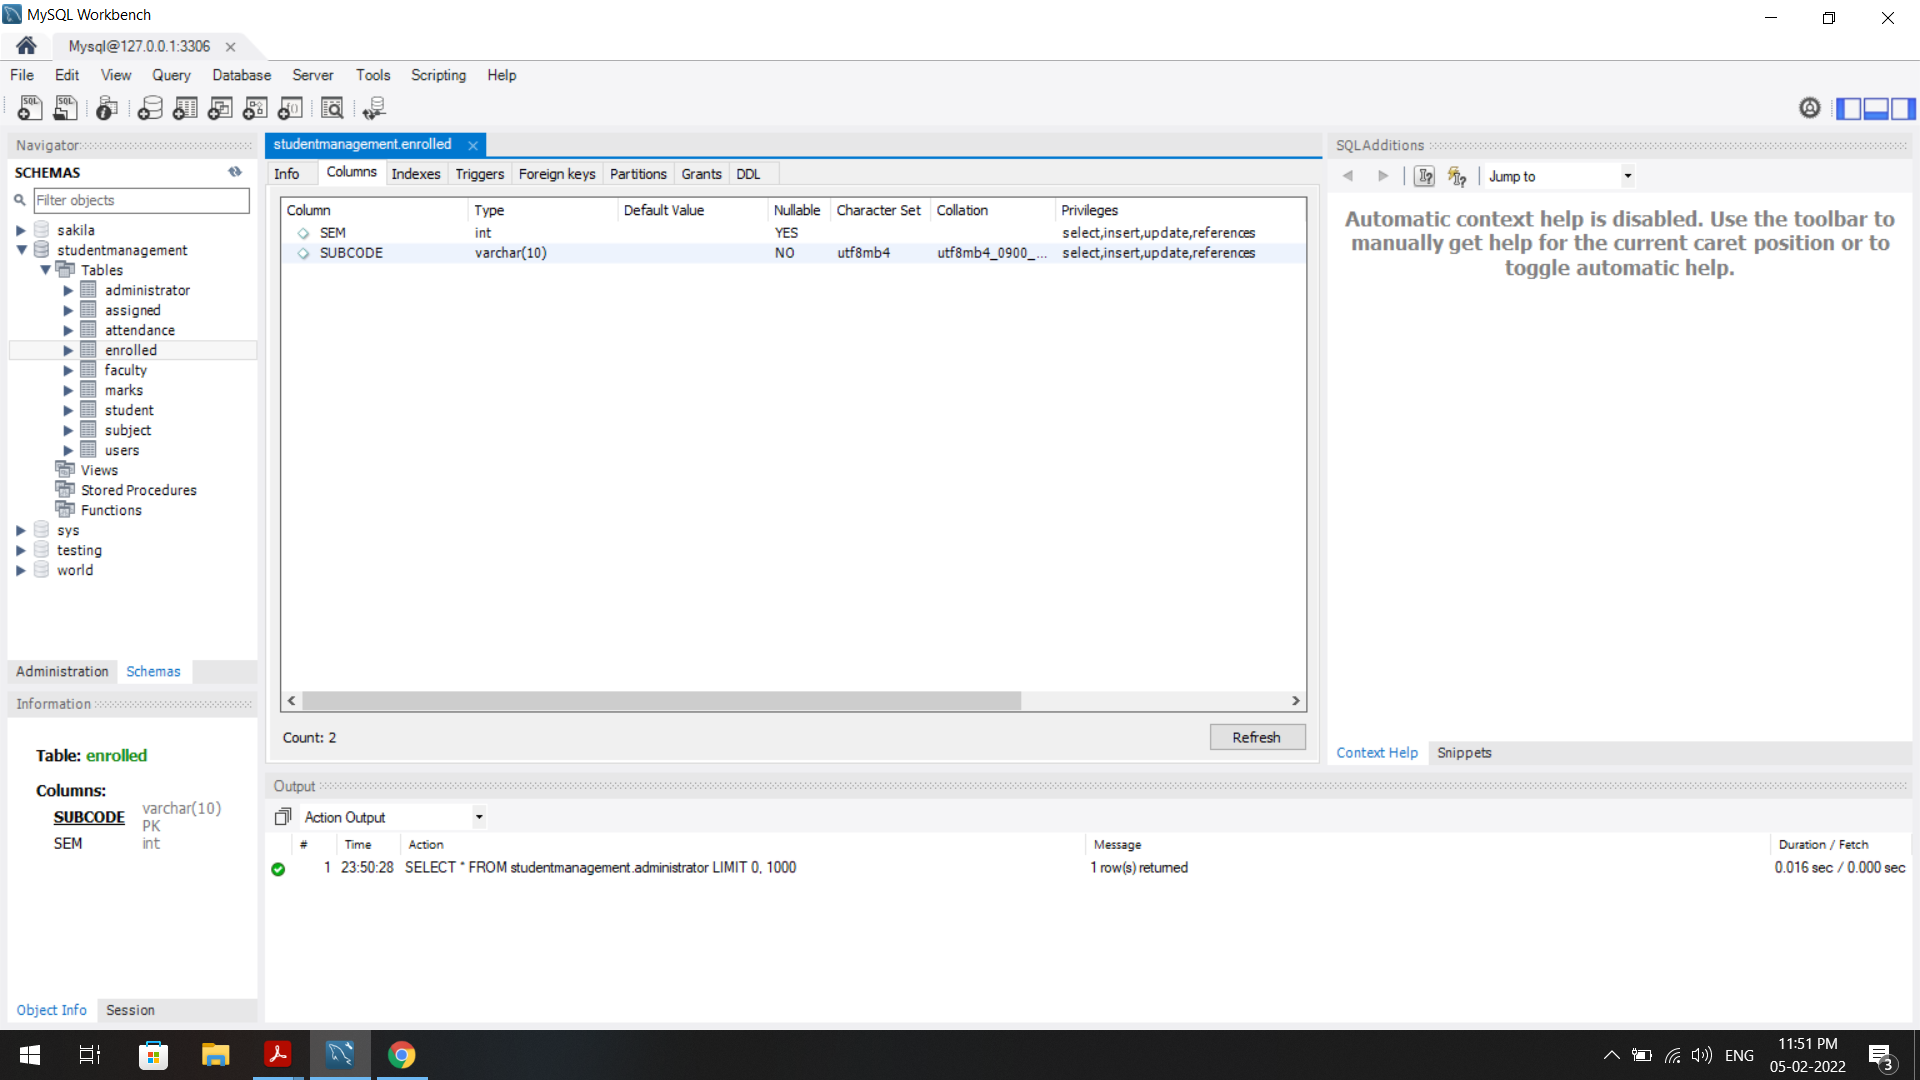 MySQL Workbench
Mysql@127.0.0.1:3306
File Edit View Query Database Server Tools Scripting Help
Navigator
SCHEMAS
Filter objects
sakila
studentmanagement
Tables
administrator
assigned
attendance
enrolled
faculty
marks
student
subject
users
Views
Stored Procedures
Functions
sys
testing
world
Administration Schemas
Information
Table: enrolled
Columns:
SUBCODE varchar(10)
PK
SEM int
Object Info Session
studentmanagement.enrolled
Info Columns Indexes Triggers Foreign keys Partitions Grants DDL
Column Type Default Value Nullable Character Set Collation Privileges
SEM int YES select,insert,update,references
SUBCODE varchar(10) NO utf8mb4 utf8mb4_0900_... select,insert,update,references
Count: 2 Refresh
SQLAdditions
Jump to
Automatic context help is disabled. Use the toolbar to
manually get help for the current caret position or to
toggle automatic help.
Context Help Snippets
Output
Action Output
# Time Action Message Duration / Fetch
1 23:50:28 SELECT * FROM studentmanagement.administrator LIMIT 0, 1000 1 row(s) returned 0.016 sec / 0.000 sec
ENG
11:51 PM
05-02-2022
3